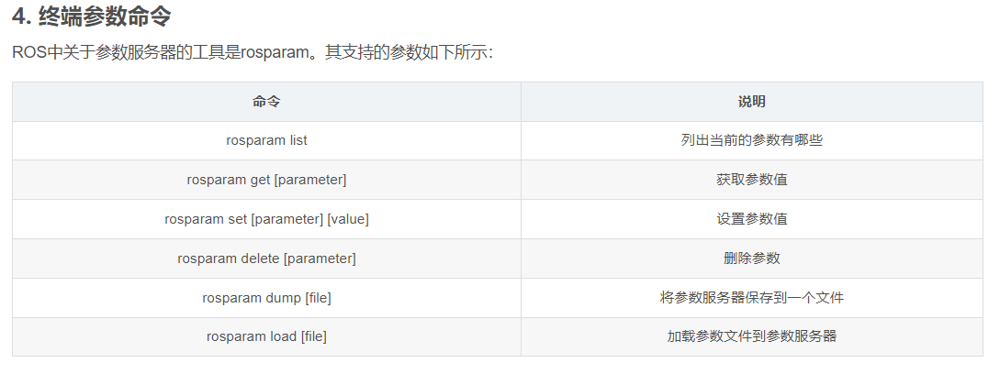 4. 终端参数命令
ROS中关于参数服务器的工具是rosparam。其支持的参数如下所示：
命令 说明
rosparam list 列出当前的参数有哪些
rosparam get [parameter] 获取参数值
rosparam set [parameter] [value] 设置参数值
rosparam delete [parameter] 删除参数
rosparam dump [file] 将参数服务器保存到一个文件
rosparam load [file] 加载参数文件到参数服务器